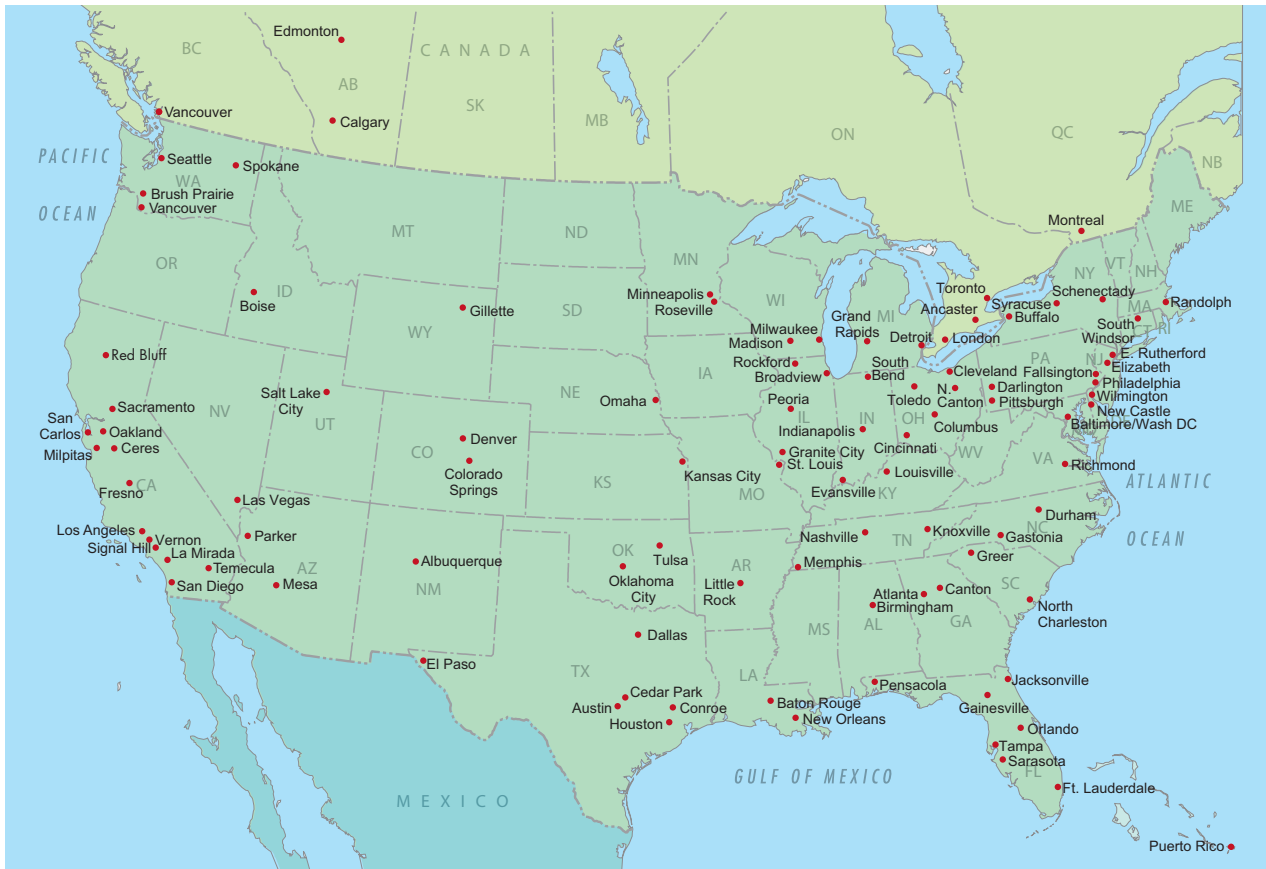 Edmonton
BC
CANADA
AB
SK
MB
ON
QC
NB
Vancouver
Calgary
PACIFIC
OCEAN
Seattle
Spokane
WA
Brush Prairie
Vancouver
MT
ND
MN
ME
Montreal
OR
ID
Boise
WY
Gillette
SD
Minneapolis
Roseville
WI
MI
Toronto
Ancaster
London
NY
VT
NH
Schenectady
Syracuse
Buffalo
MA
Randolph
CT
RI
South
Windsor
Milwaukee
Madison
Grand
Rapids
Detroit
Rockford
Broadview
South
Bend
Red Bluff
Salt Lake
City
NV
UT
NE
IA
Omaha
Peoria
IL
IN
OH
Toledo
Cleveland
N.
Canton
PA
NJ
E. Rutherford
Elizabeth
Fallsington
Philadelphia
Wilmington
New Castle
DE
Baltimore/Wash DC
Darlington
Pittsburgh
Columbus
Cincinnati
Indianapolis
Sacramento
San
Carlos
Oakland
Milpitas
Ceres
Fresno
CA
Denver
CO
Colorado
Springs
KS
Kansas City
MO
Granite City
St. Louis
Evansville
Louisville
KY
WV
VA
Richmond
ATLANTIC
OCEAN
Las Vegas
Los Angeles
Vernon
Signal Hill
La Mirada
Temecula
San Diego
Parker
AZ
Mesa
Albuquerque
NM
OK
Tulsa
Oklahoma
City
AR
Little
Rock
Nashville
TN
Memphis
Knoxville
Durham
NC
Gastonia
Greer
SC
North
Charleston
Atlanta
Canton
Birmingham
MS
AL
GA
El Paso
TX
Dallas
LA
Cedar Park
Austin
Conroe
Houston
Baton Rouge
New Orleans
Pensacola
Jacksonville
Gainesville
Orlando
Tampa
Sarasota
FL
Ft. Lauderdale
GULF OF MEXICO
MEXICO
Puerto Rico